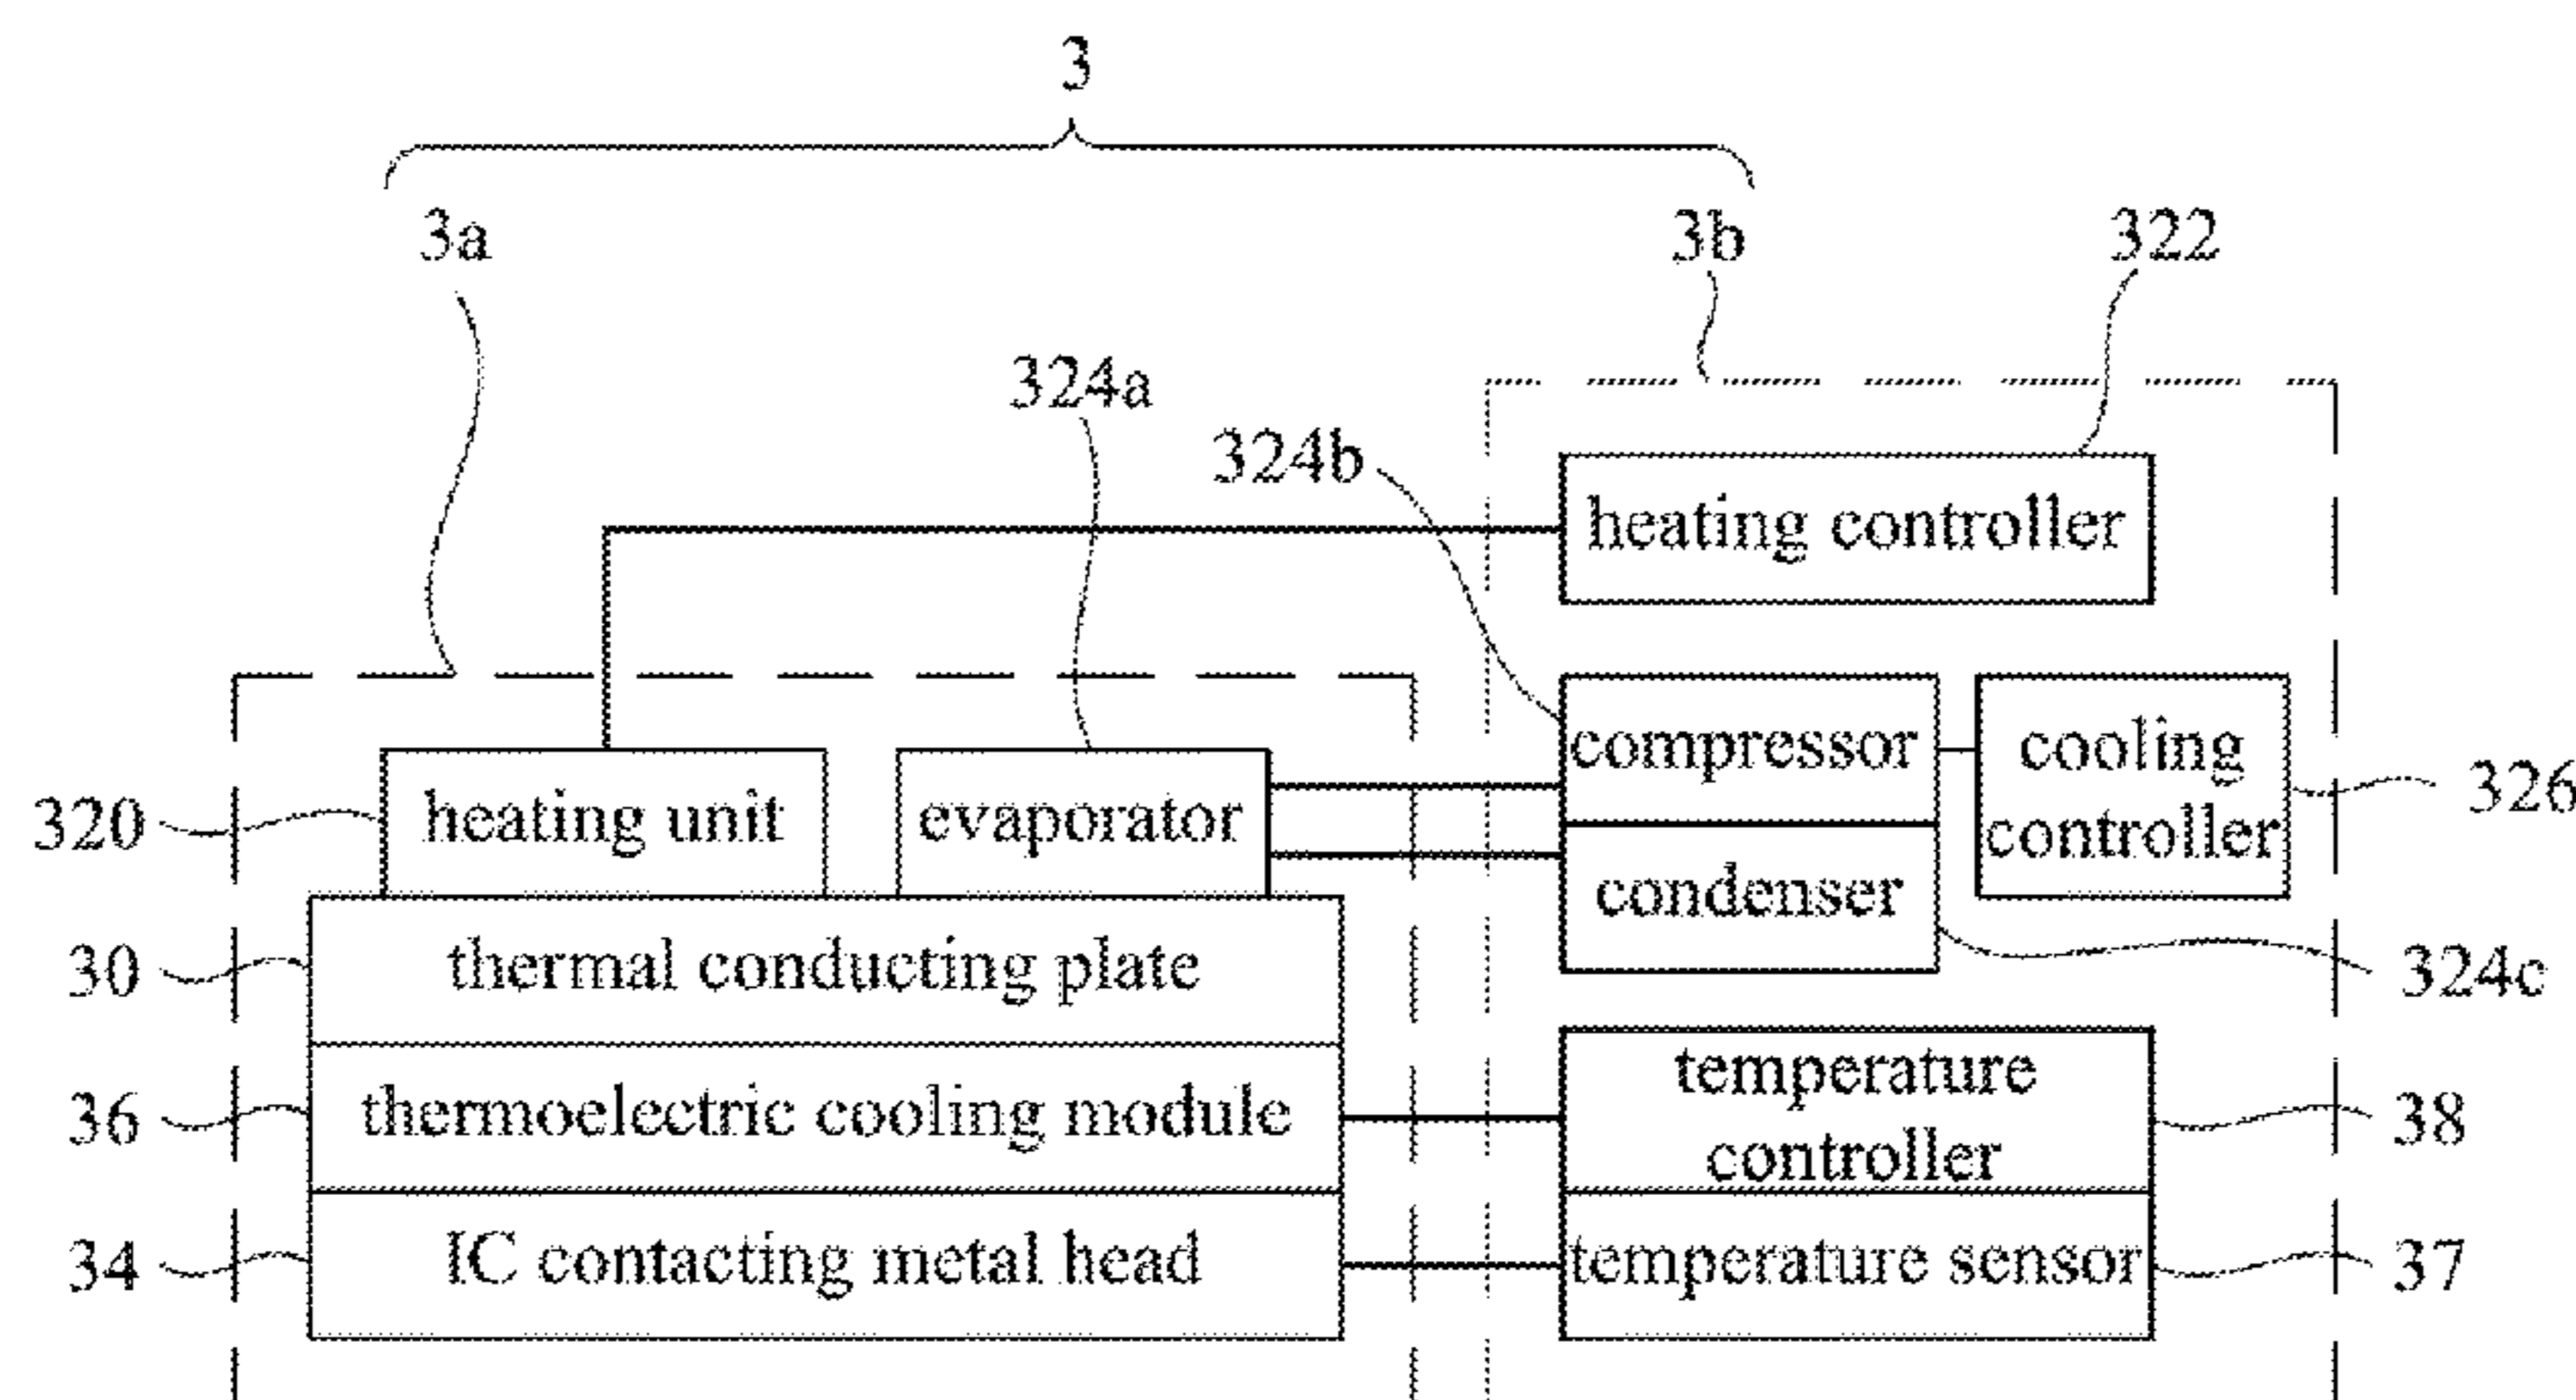 3
3a
3b
322
324a
324b
heating controller
compressor
cooling
controller
326
320
heating unit
evaporator
condenser
324c
30
thermal conducting plate
36
thermoelectric cooling module
temperature
controller
38
34
IC contacting metal head
temperature sensor
37